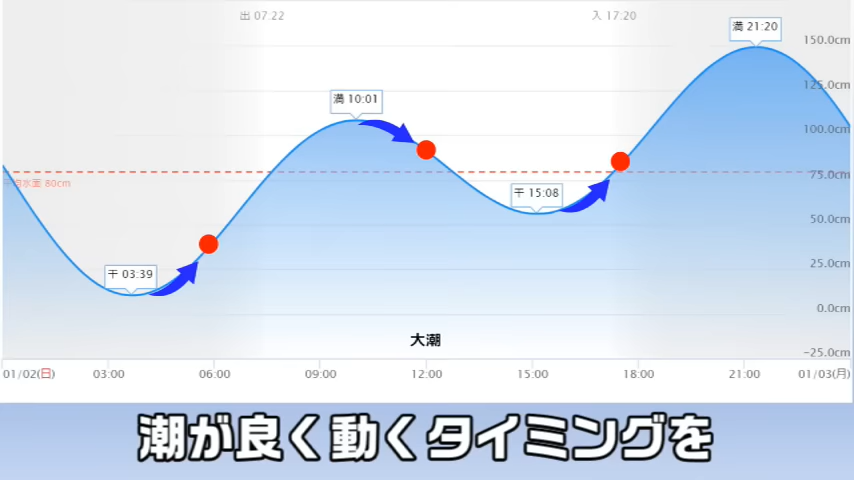 出 07:22
入 17:20
満 21:20
150.0cm
満 10:01
125.0cm
100.0cm
75.0cm
水面 80cm
干 15:08
50.0cm
干 03:39
25.0cm
0.0cm
大潮
-25.0cm
01/02(日) 03:00 06:00 09:00 12:00 15:00 18:00 21:00 01/03(月)
潮が良く動くタイミングを